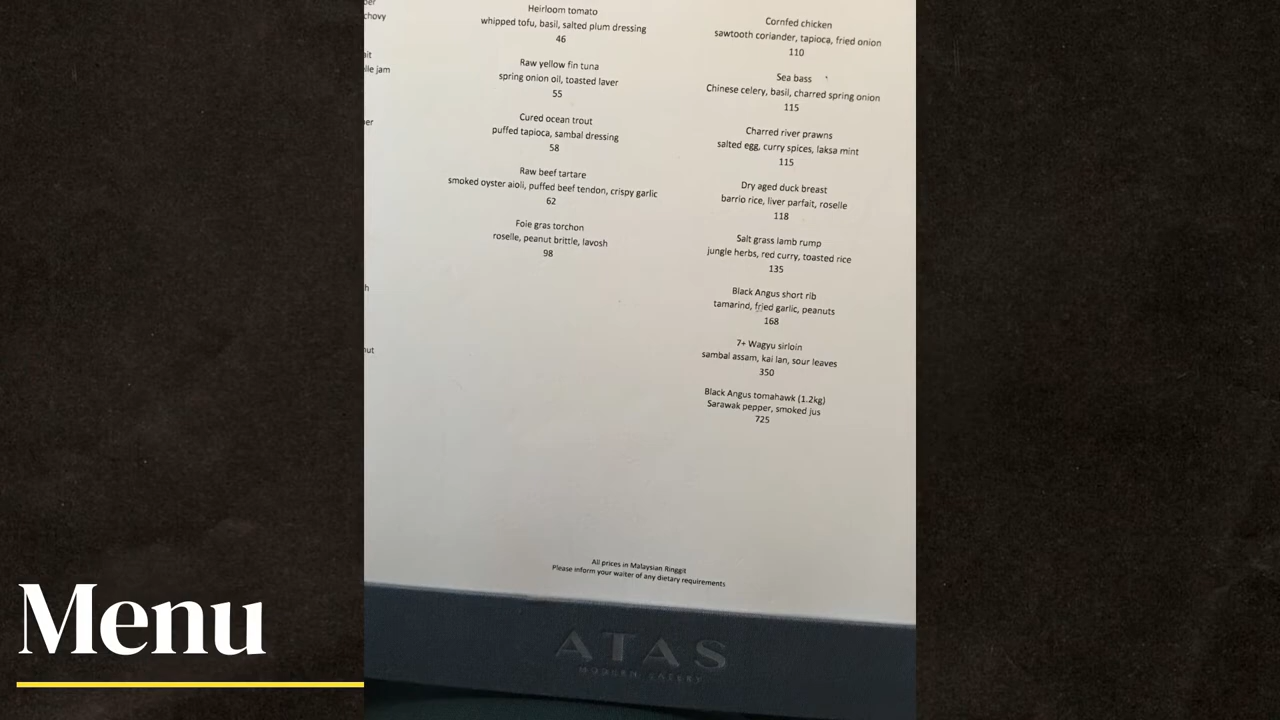 per
chovy
ait
lle jam
er
h
nut
Heirloom tomato
whipped tofu, basil, salted plum dressing
46
Raw yellow fin tuna
spring onion oil, toasted laver
55
Cured ocean trout
puffed tapioca, sambal dressing
58
Raw beef tartare
smoked oyster aioli, puffed beef tendon, crispy garlic
62
Foie gras torchon
roselle, peanut brittle, lavosh
98
Cornfed chicken
sawtooth coriander, tapioca, fried onion
110
Sea bass
Chinese celery, basil, charred spring onion
115
Charred river prawns
salted egg, curry spices, laksa mint
115
Dry aged duck breast
barrio rice, liver parfait, roselle
118
Salt grass lamb rump
jungle herbs, red curry, toasted rice
135
Black Angus short rib
tamarind, fried garlic, peanuts
168
7+ Wagyu sirloin
sambal assam, kai lan, sour leaves
350
Black Angus tomahawk (1.2kg)
Sarawak pepper, smoked jus
725
All prices in Malaysian Ringgit
Please inform your waiter of any dietary requirements
ATAS
MODERN EATERY
Menu